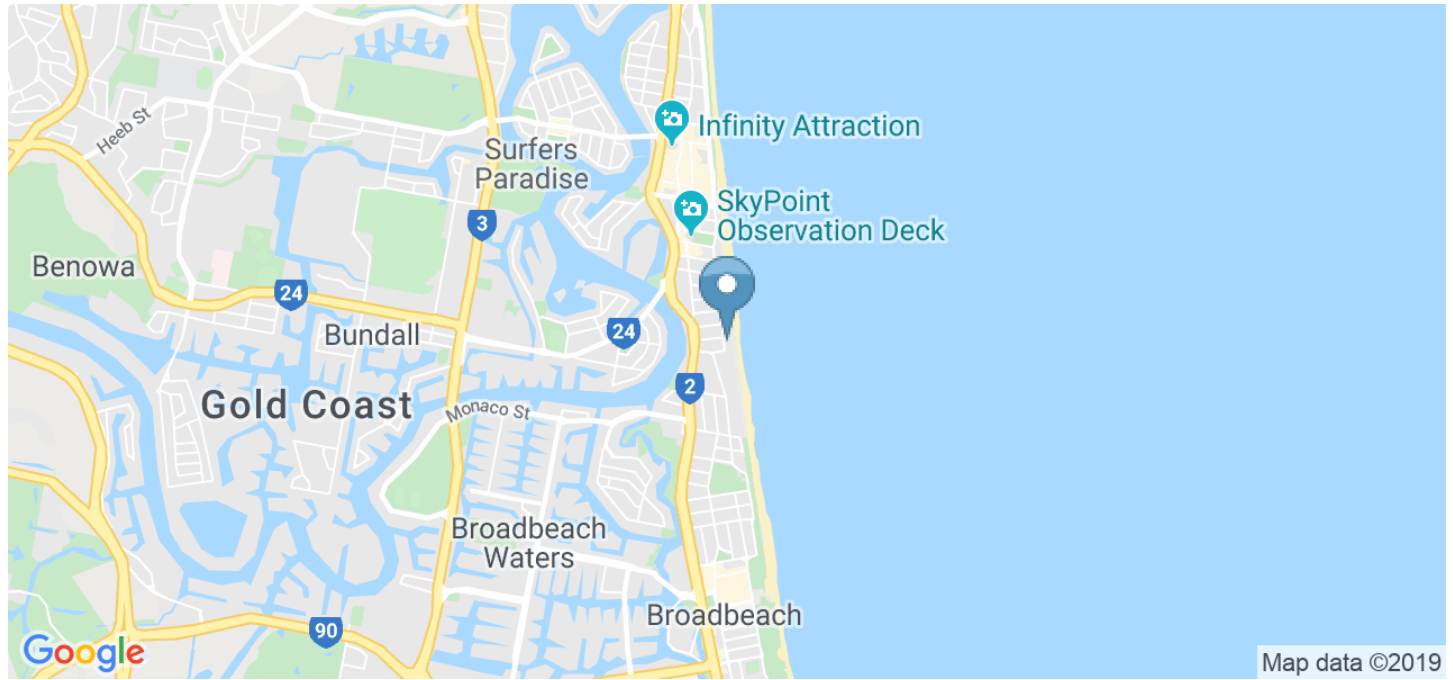 Heeb St
Infinity Attraction
Surfers
Paradise
SkyPoint
Observation Deck
3
Benowa
24
Bundall
24
2
Gold Coast
Monaco St
Broadbeach
Waters
Broadbeach
90
Google
Map data ©2019